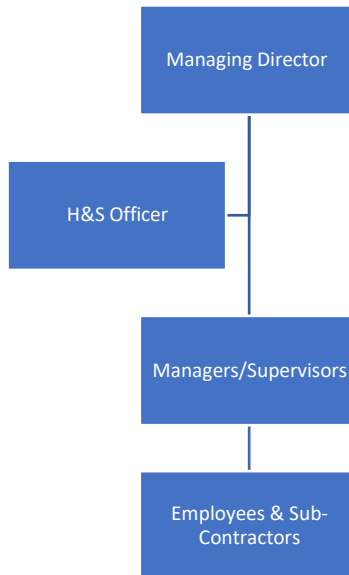 Managing Director
H&S Officer
Managers/Supervisors
Employees & Sub-
Contractors